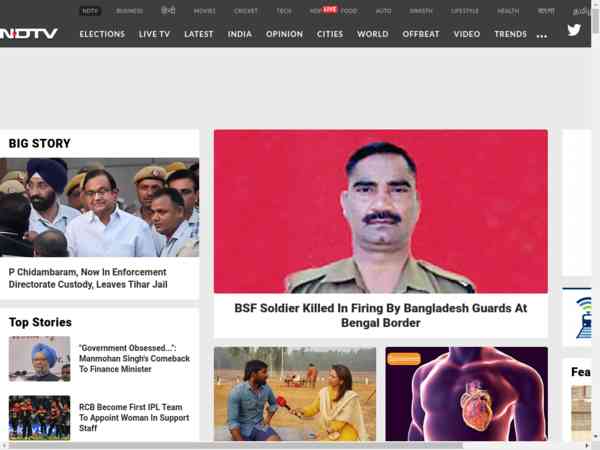 NDTV
BUSINESS
हिन्दी
MOVIES
CRICKET
TECH
HOP LIVE
FOOD
AUTO
SWASTH
LIFESTYLE
HEALTH
বাংলা
NDTV
ELECTIONS
LIVE TV
LATEST
INDIA
OPINION
CITIES
WORLD
OFFBEAT
VIDEO
TRENDS
BIG STORY
P Chidambaram, Now In Enforcement
Directorate Custody, Leaves Tihar Jail
Top Stories
"Government Obsessed...":
Manmohan Singh's Comeback
To Finance Minister
RCB Become First IPL Team
To Appoint Woman In Support
Staff
BSF Soldier Killed In Firing By Bangladesh Guards At
Bengal Border
Sponsored
Fea